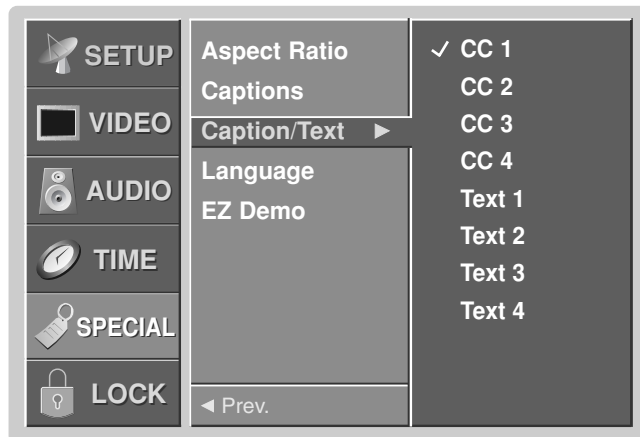 SETUP
VIDEO
AUDIO
TIME
SPECIAL
LOCK
Aspect Ratio
Captions
Caption/Text ►
Language
EZ Demo
◄ Prev.
✓ CC 1
CC 2
CC 3
CC 4
Text 1
Text 2
Text 3
Text 4